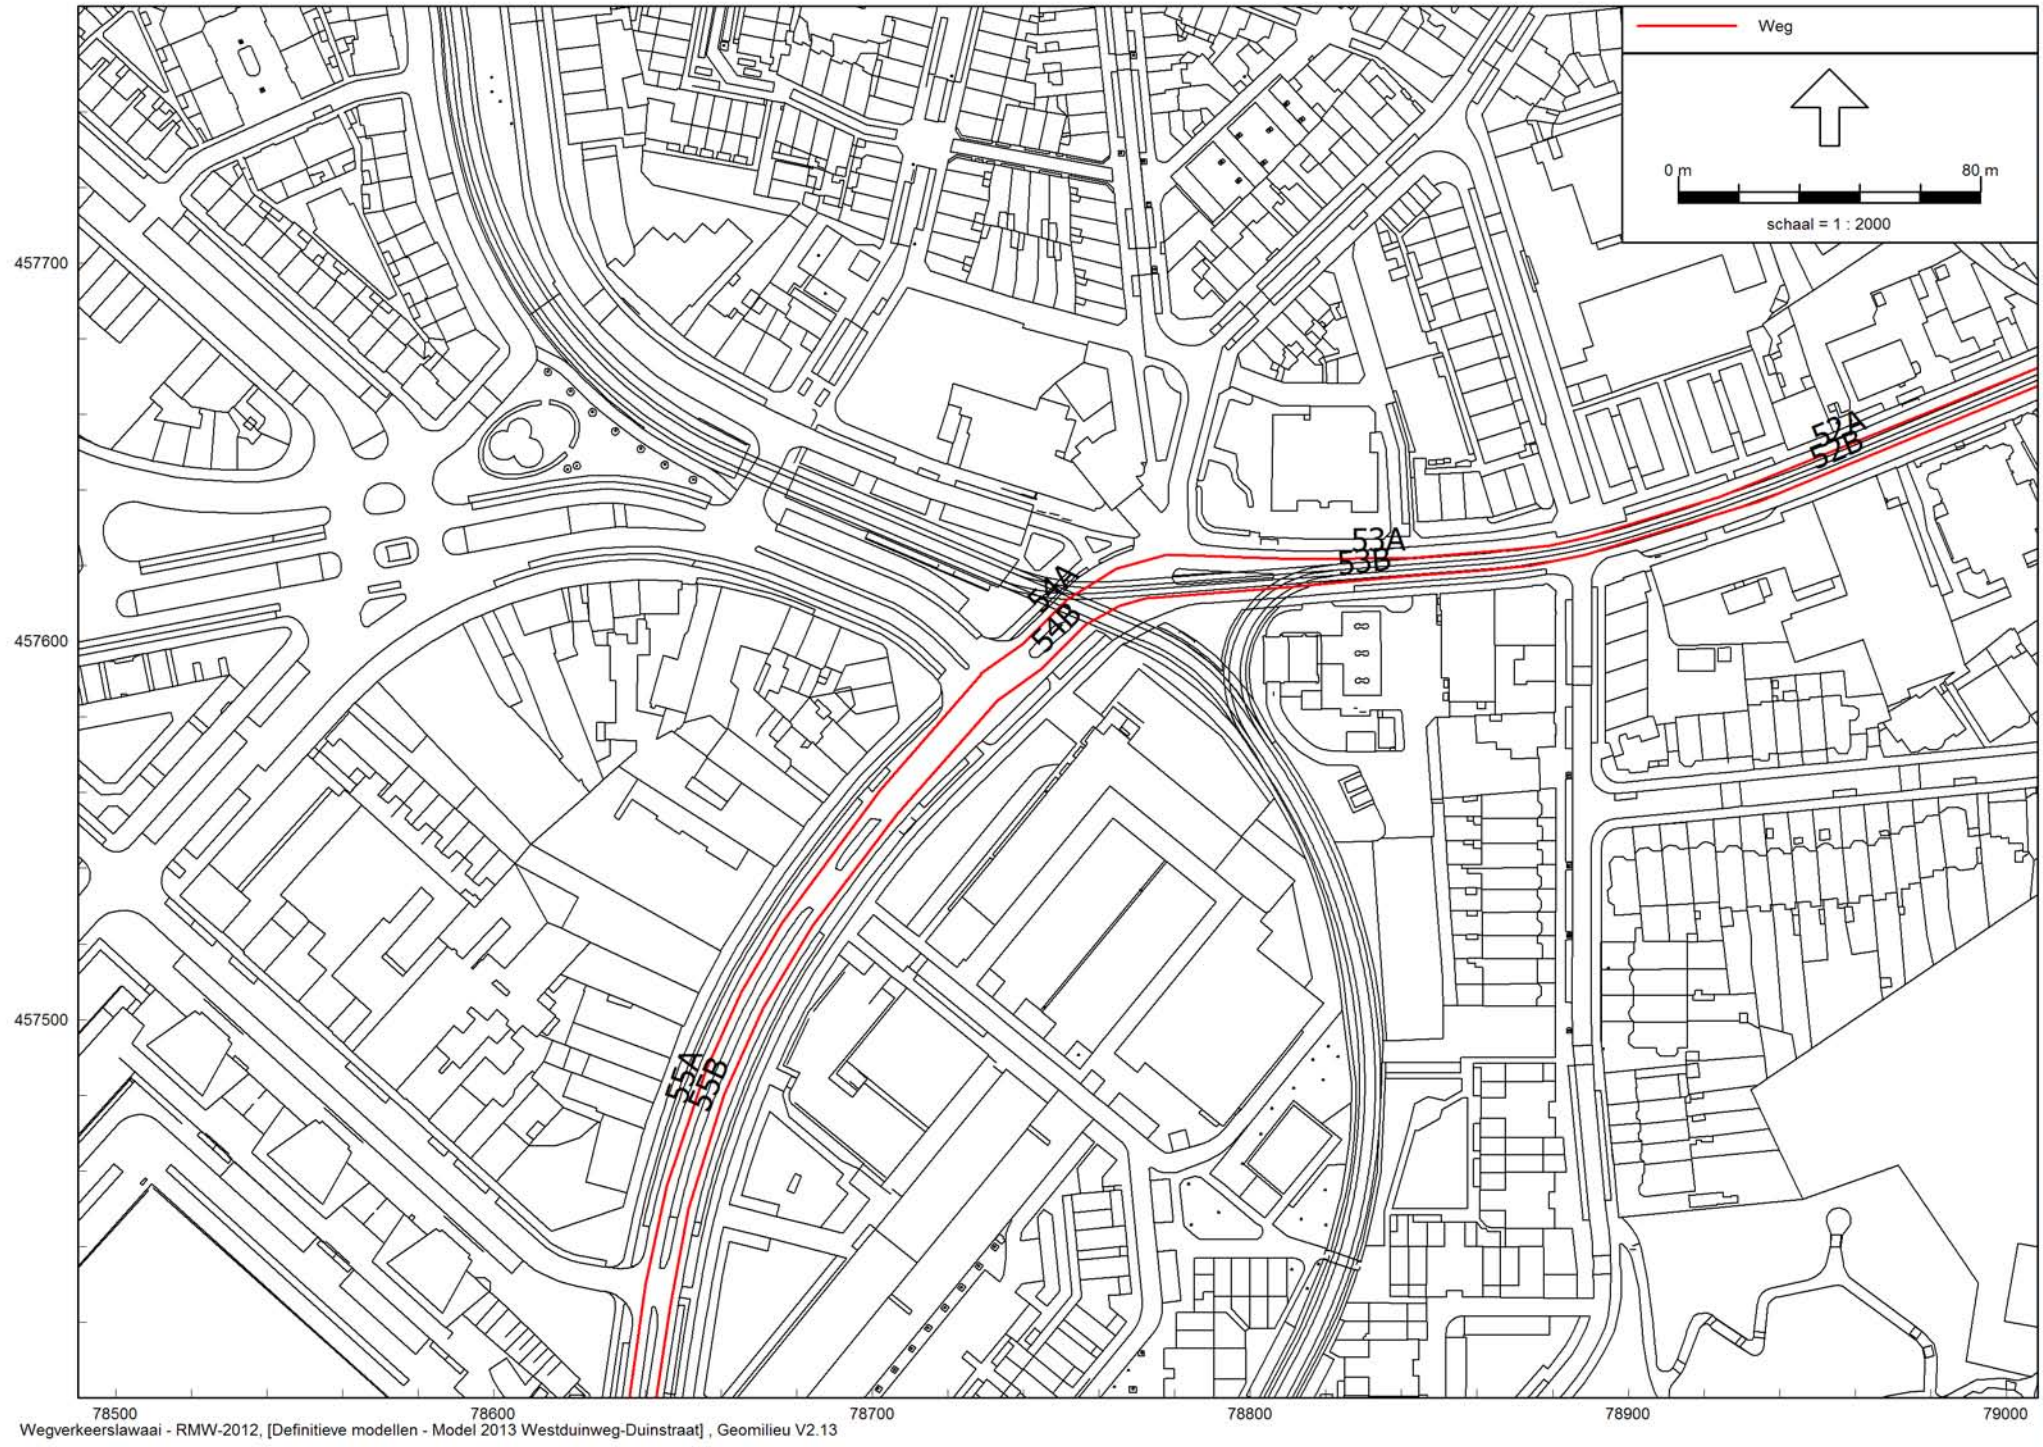 Weg
0 m 80 m
schaal = 1 : 2000
457700
52A
52B
53A
53B
54A
54B
457600
457500
55A
55B
78500 78600 78700 78800 78900 79000
Wegverkeerslawaai - RMW-2012, [Definitieve modellen - Model 2013 Westduinweg-Duinstraat] , Geomilieu V2.13